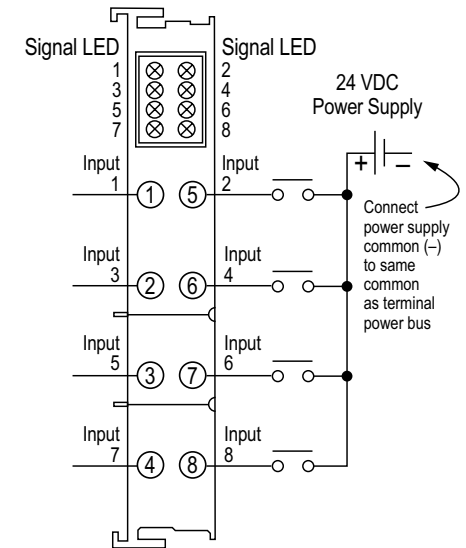 Signal LED
1
3
5
7
Signal LED
2
4
6
8
24 VDC
Power Supply
+ –
Connect
power supply
common (–)
to same
common
as terminal
power bus
Input
1
1
5
Input
2
Input
3
2
6
Input
4
Input
5
3
7
Input
6
Input
7
4
8
Input
8